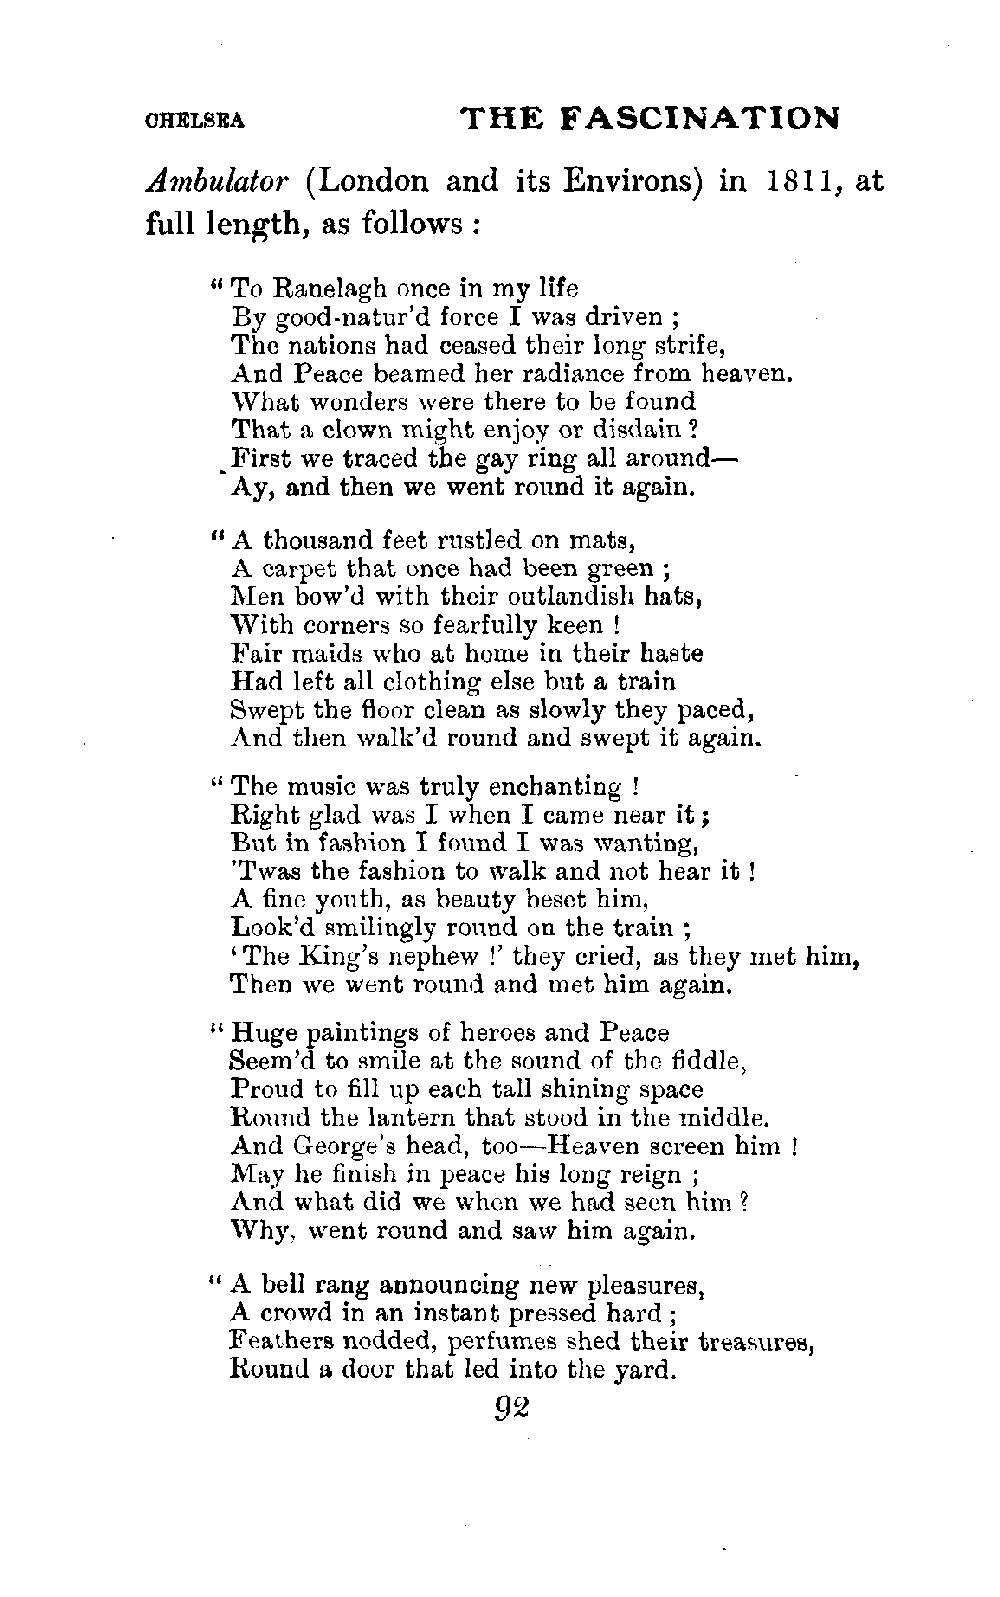 CHELSEA THE FASCINATION
Ambulator (London and its Environs) in 1811, at
full length, as follows :
“ To Ranelagh once in my life
By good-natur’d force I was driven ;
The nations had ceased their long strife,
And Peace beamed her radiance from heaven.
What wonders were there to be found
That a clown might enjoy or disdain ?
First we traced the gay ring all around—
Ay, and then we went round it again.
“ A thousand feet rustled on mats,
A carpet that once had been green ;
Men bow’d with their outlandish hats,
With corners so fearfully keen !
Fair maids who at home in their haste
Had left all clothing else but a train
Swept the floor clean as slowly they paced,
And then walk’d round and swept it again.
“ The music was truly enchanting !
Right glad was I when I came near it ;
But in fashion I found I was wanting,
’Twas the fashion to walk and not hear it !
A fine youth, as beauty beset him,
Look’d smilingly round on the train ;
‘ The King’s nephew !’ they cried, as they met him,
Then we went round and met him again.
“ Huge paintings of heroes and Peace
Seem’d to smile at the sound of the fiddle,
Proud to fill up each tall shining space
Round the lantern that stood in the middle.
And George’s head, too—Heaven screen him !
May he finish in peace his long reign ;
And what did we when we had seen him ?
Why, went round and saw him again.
“ A bell rang announcing new pleasures,
A crowd in an instant pressed hard ;
Feathers nodded, perfumes shed their treasures,
Round a door that led into the yard.
92